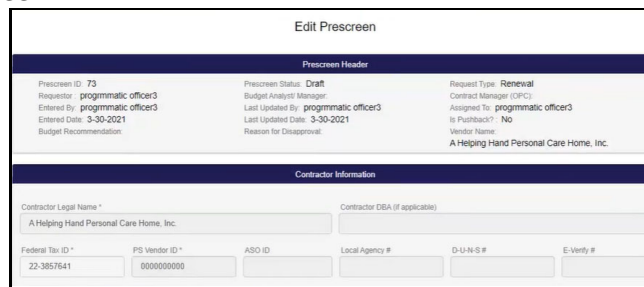 Edit Prescreen
Prescreen Header
Prescreen ID: 73 Prescreen Status: Draft Request Type: Renewal
Requestor : progrmmatic officer3 Budget Analyst/ Manager: Contract Manager (OPC):
Entered By: progrmmatic officer3 Last Updated By: progrmmatic officer3 Assigned To: progrmmatic officer3
Entered Date: 3-30-2021 Last Updated Date: 3-30-2021 Is Pushback? : No
Budget Recommendation: Reason for Disapproval: Vendor Name:
A Helping Hand Personal Care Home, Inc.
Contractor Information
Contractor Legal Name * Contractor DBA (if applicable)
A Helping Hand Personal Care Home, Inc.
Federal Tax ID * PS Vendor ID * ASO ID Local Agency # D-U-N-S # E-Verify #
22-3857641 0000000000